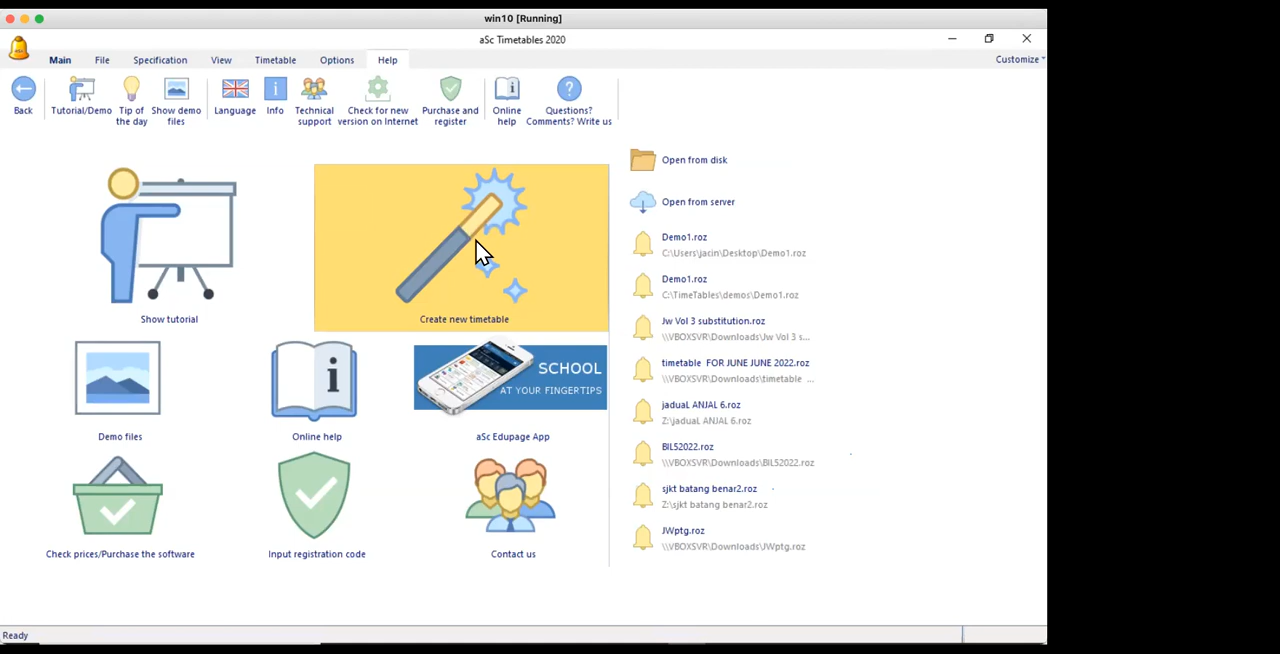 win10 [Running]
aSc Timetables 2020
Main File Specification View Timetable Options Help Customize
Back
Tutorial/Demo
Tip of
the day
Show demo
files
Language
Info
Technical
support
Check for new
version on Internet
Purchase and
register
Online
help
Questions?
Comments? Write us
Show tutorial
Create new timetable
SCHOOL
AT YOUR FINGERTIPS
Demo files
Online help
aSc Edupage App
Check prices/Purchase the software
Input registration code
Contact us
Open from disk
Open from server
Demo1.roz
C:\Users\jacin\Desktop\Demo1.roz
Demo1.roz
C:\TimeTables\demos\Demo1.roz
Jw Vol 3 substitution.roz
\\VBOXSVR\Downloads\Jw Vol 3 s...
timetable  FOR JUNE JUNE 2022.roz
\\VBOXSVR\Downloads\timetable ...
jaduaL ANJAL 6.roz
Z:\jaduaL ANJAL 6.roz
BIL52022.roz
\\VBOXSVR\Downloads\BIL52022.roz
sjkt batang benar2.roz
Z:\sjkt batang benar2.roz
JWptg.roz
\\VBOXSVR\Downloads\JWptg.roz
Ready